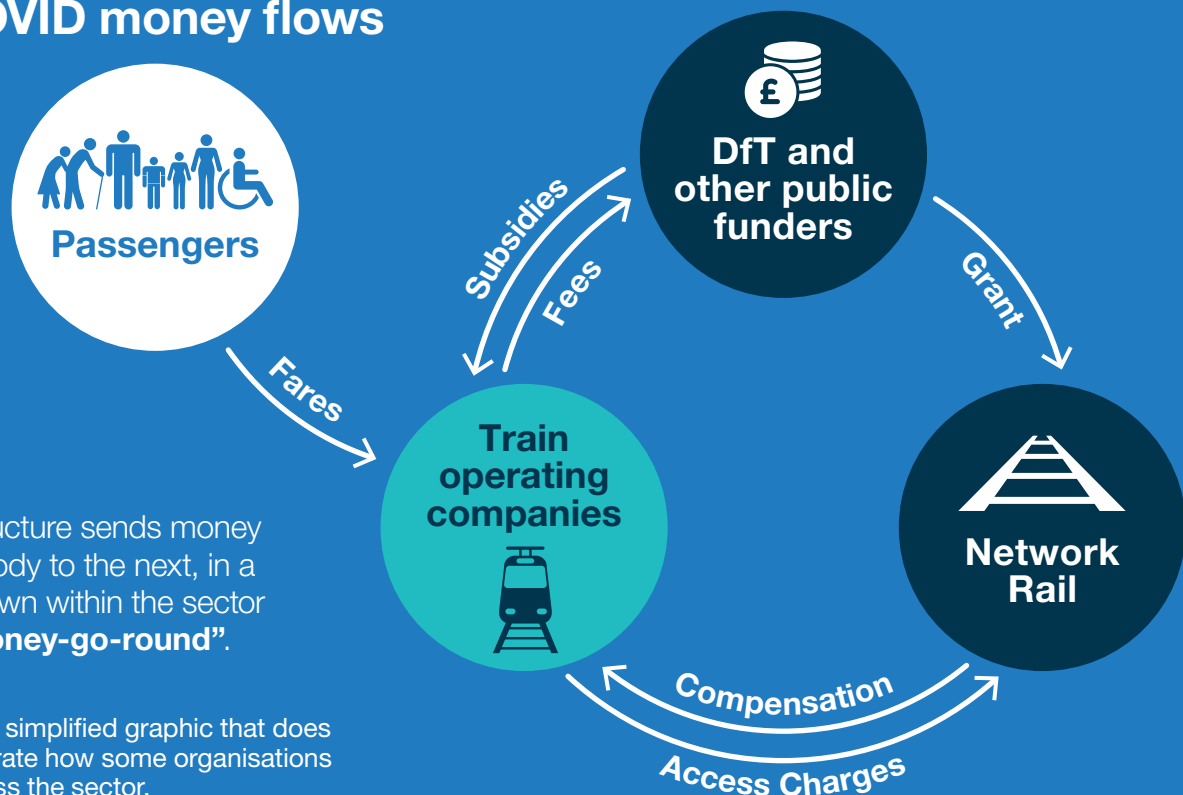 OVID money flows
£
DfT and
other public
funders
Passengers
Subsidies
Fees
Grant
Fares
Train
operating
companies
Network
Rail
ucture sends money
ody to the next, in a
wn within the sector
oney-go-round”.
Compensation
Access Charges
simplified graphic that does
rate how some organisations
ss the sector.